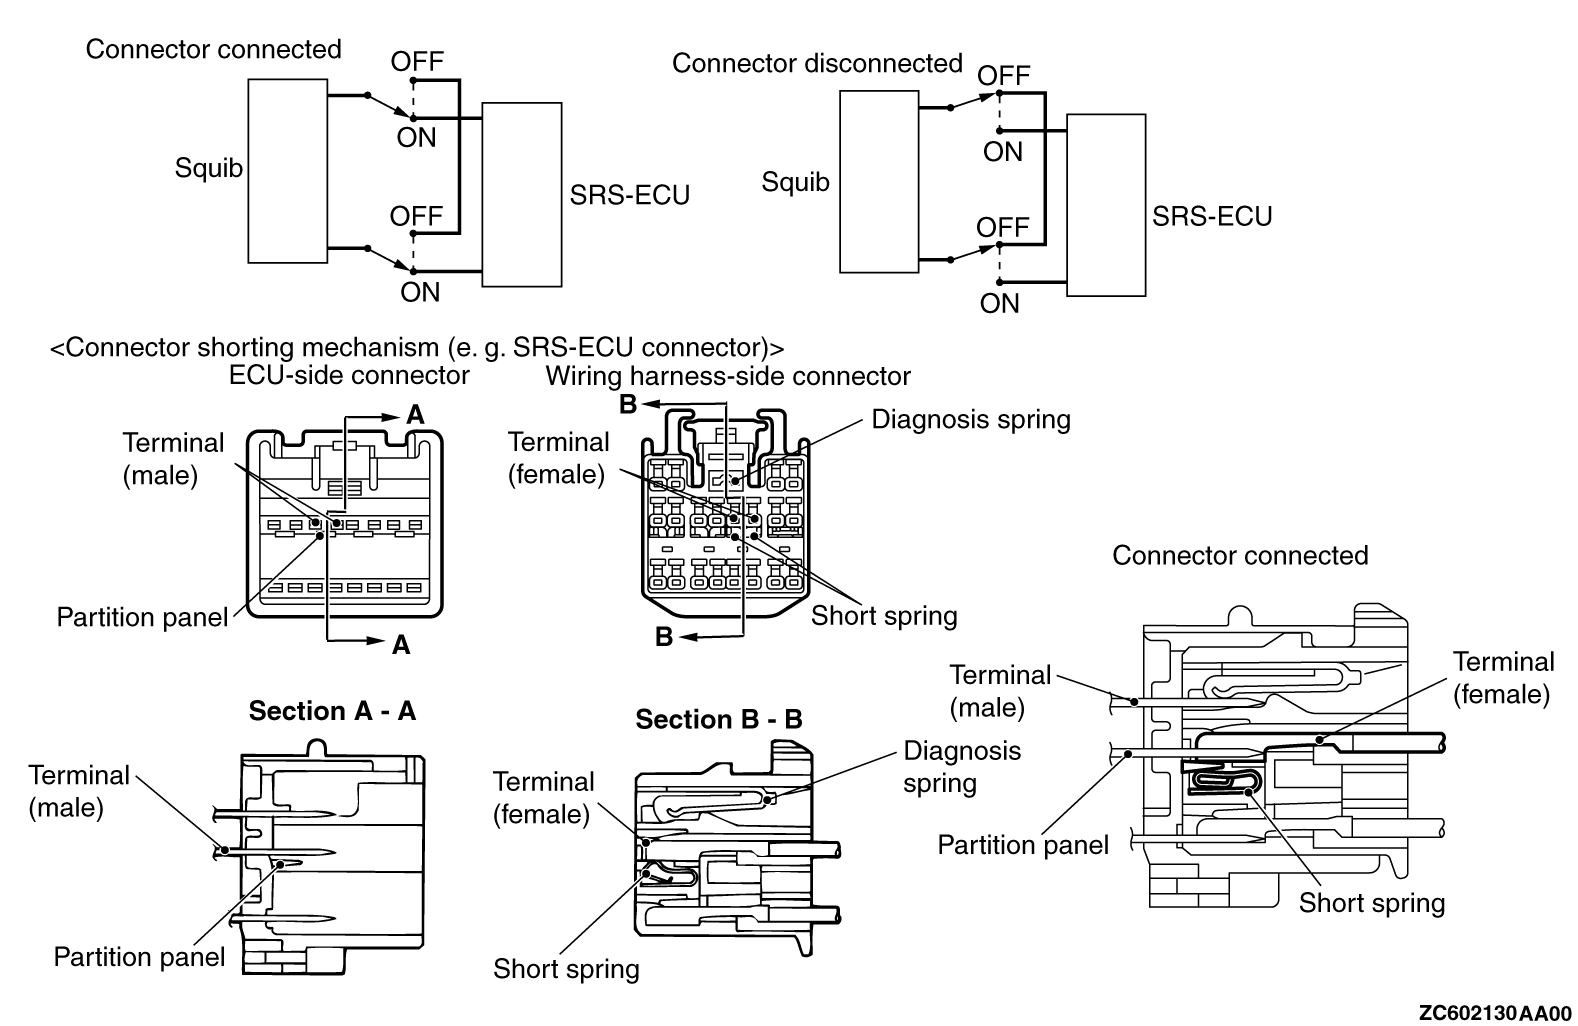 Connector connected
OFF
ON
Squib
OFF
SRS-ECU
ON
Connector disconnected
OFF
ON
Squib
OFF
SRS-ECU
ON
<Connector shorting mechanism (e. g. SRS-ECU connector)>
ECU-side connector
A
Terminal
(male)
Partition panel
A
Wiring harness-side connector
B
Diagnosis spring
Terminal
(female)
Short spring
B
Section A - A
Terminal
(male)
Partition panel
Section B - B
Diagnosis
spring
Terminal
(female)
Short spring
Connector connected
Terminal
(male)
Terminal
(female)
Partition panel
Short spring
ZC602130AA00